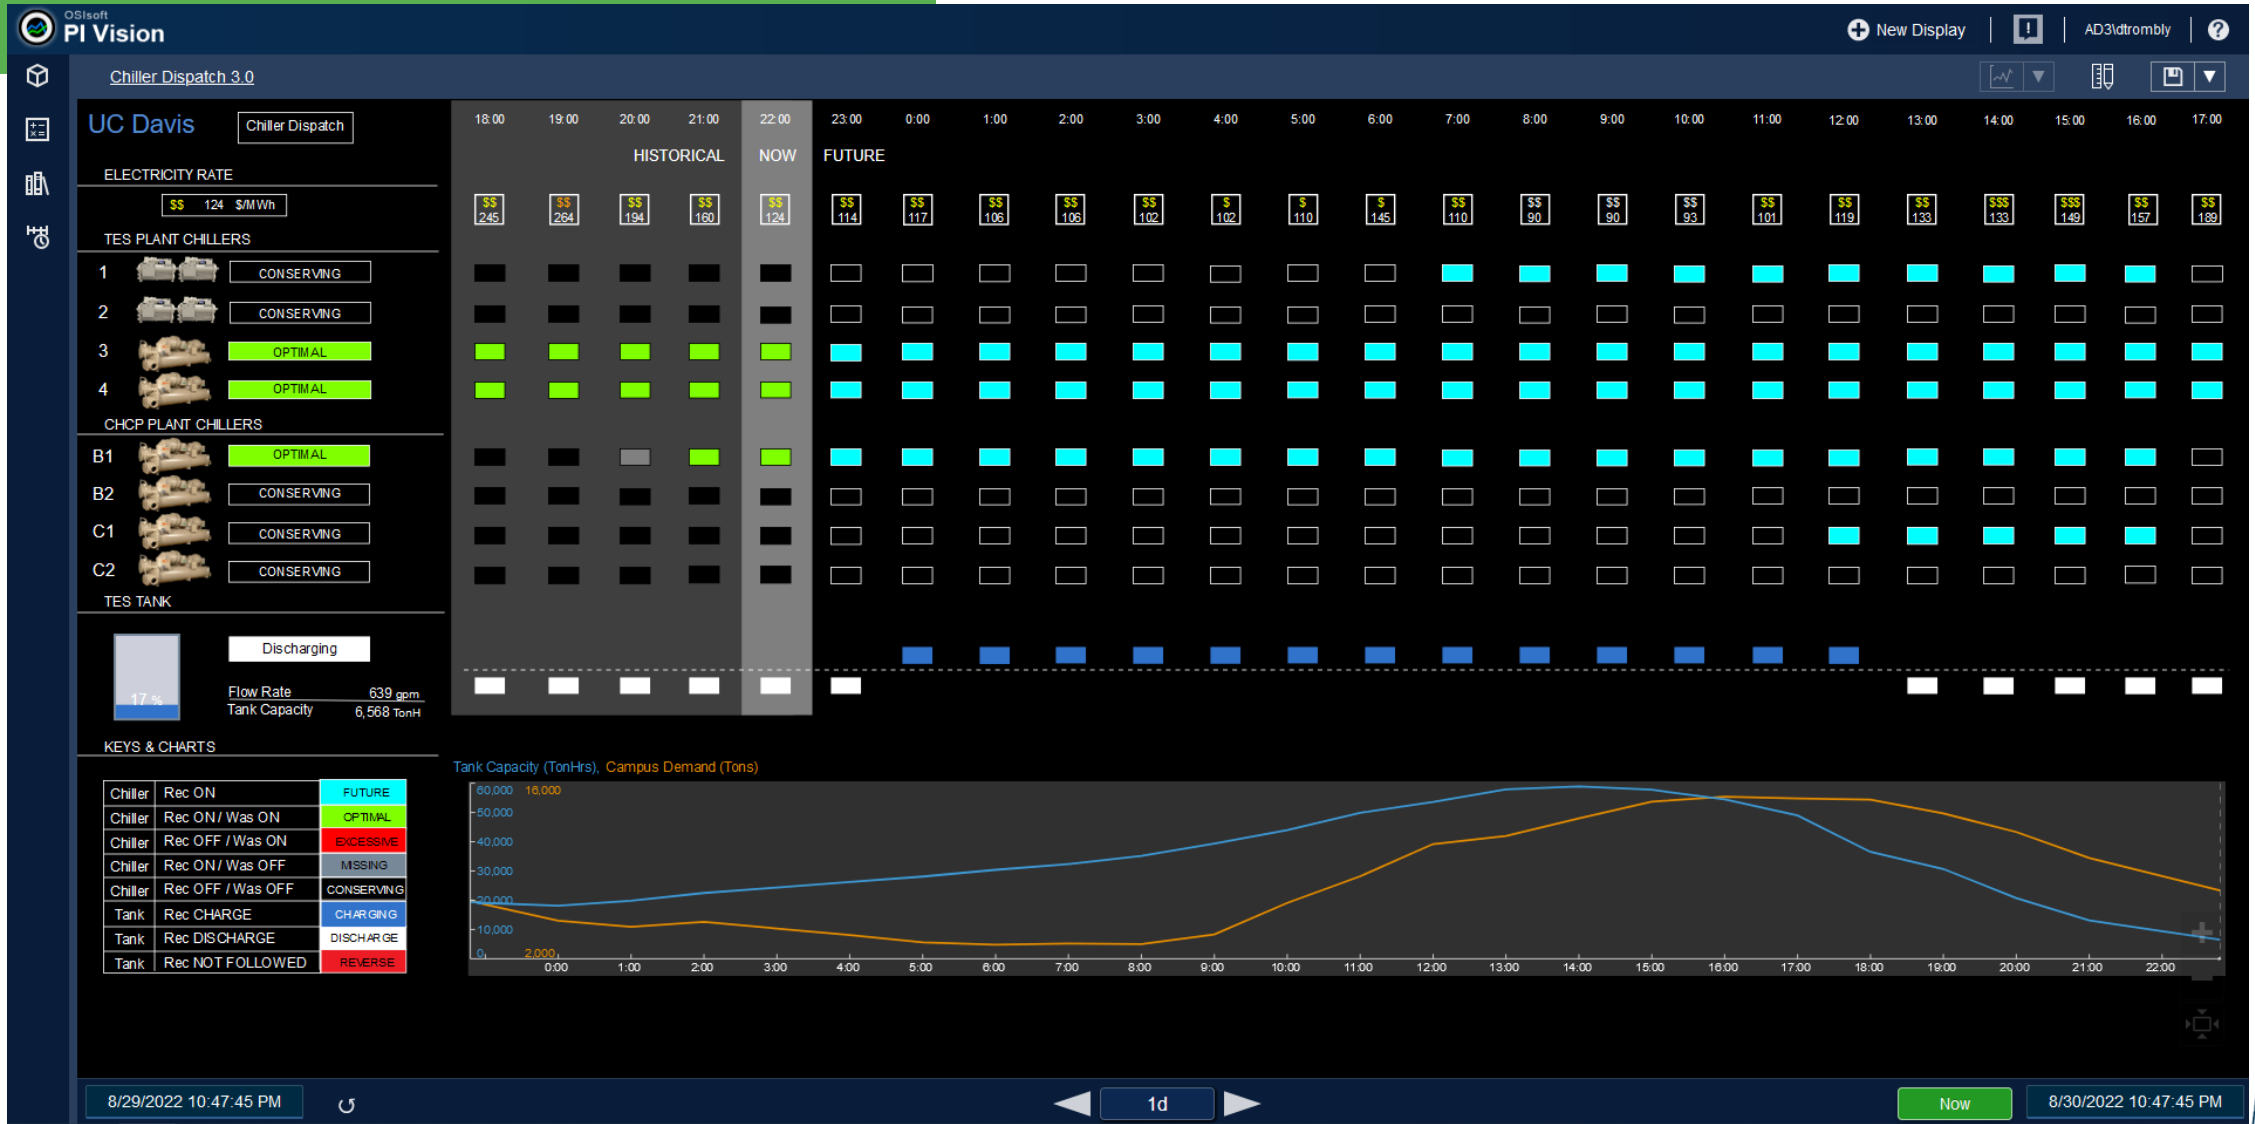 OSIsoft
PI Vision
New Display
AD3\dtrombly
Chiller Dispatch 3.0
UC Davis
Chiller Dispatch
18:00 19:00 20:00 21:00 22:00 23:00 0:00 1:00 2:00 3:00 4:00 5:00 6:00 7:00 8:00 9:00 10:00 11:00 12:00 13:00 14:00 15:00 16:00 17:00
HISTORICAL NOW FUTURE
ELECTRICITY RATE
$$ 124 $/MWh
$$ $$ $$ $$ $$ $$ $$ $$ $$ $$ $ $ $ $$ $$ $$ $$ $$ $$ $$ $$$ $$$ $$ $$
245 264 194 160 124 114 117 106 106 102 102 110 145 110 90 90 93 101 119 133 133 149 157 189
TES PLANT CHILLERS
1 CONSERVING
2 CONSERVING
3 OPTIMAL
4 OPTIMAL
CHCP PLANT CHILLERS
B1 OPTIMAL
B2 CONSERVING
C1 CONSERVING
C2 CONSERVING
TES TANK
Discharging
17 %
Flow Rate 639 gpm
Tank Capacity 6,568 TonH
KEYS & CHARTS
Chiller Rec ON FUTURE
Chiller Rec ON / Was ON OPTIMAL
Chiller Rec OFF / Was ON EXCESSIVE
Chiller Rec ON / Was OFF MISSING
Chiller Rec OFF / Was OFF CONSERVING
Tank Rec CHARGE CHARGING
Tank Rec DISCHARGE DISCHARGE
Tank Rec NOT FOLLOWED REVERSE
Tank Capacity (TonHrs), Campus Demand (Tons)
60,000 16,000
50,000
40,000
30,000
20,000
10,000
0 2,000
0:00 1:00 2:00 3:00 4:00 5:00 6:00 7:00 8:00 9:00 10:00 11:00 12:00 13:00 14:00 15:00 16:00 17:00 18:00 19:00 20:00 21:00 22:00
8/29/2022 10:47:45 PM
1d
Now
8/30/2022 10:47:45 PM